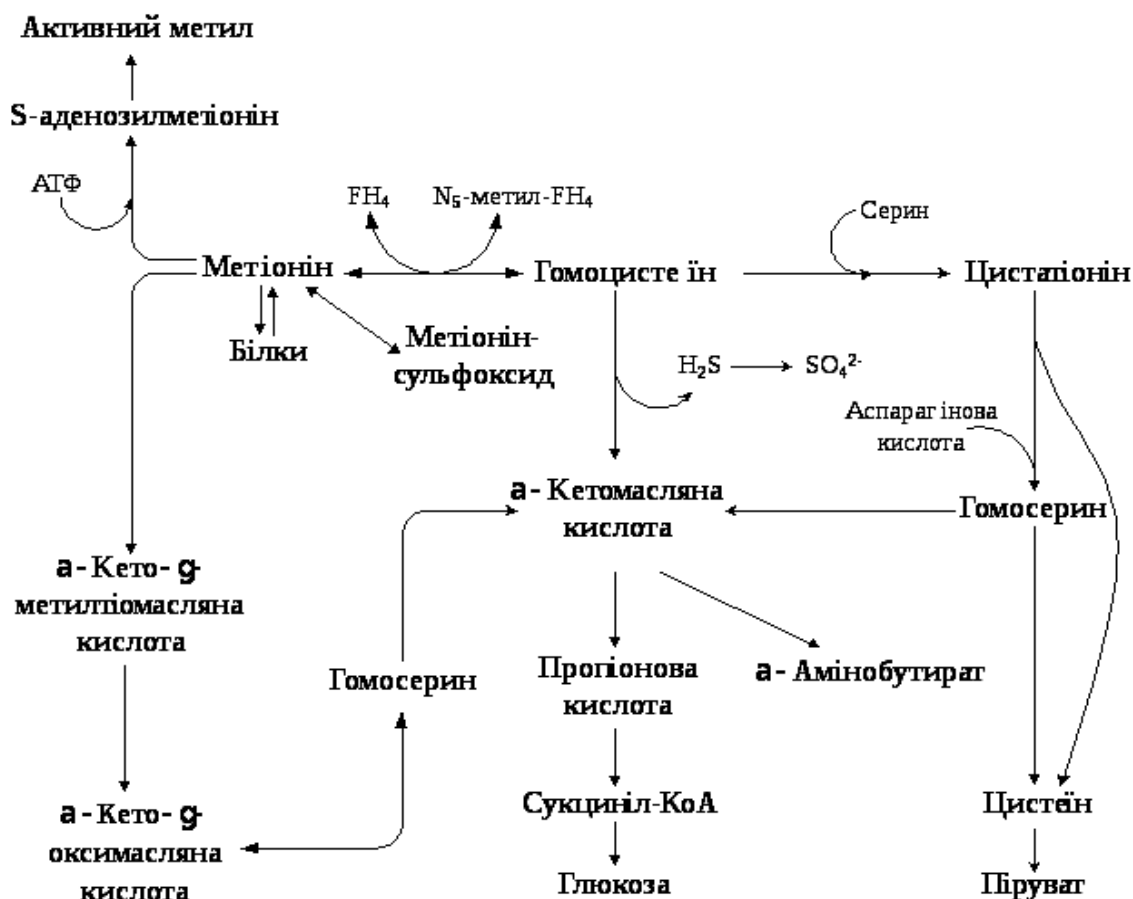 Активний метил
S-аденозилметіонін
АТФ
FH4
N5-метил-FH4
Серин
Метіонін
Гомоцисте їн
Цистатіонін
Білки
Метіонін-
сульфоксид
H2S
SO4 2-
Аспараг інова
кислота
a- Кетомасляна
кислота
Гомосерин
a- Кето- g-
метилтіомасляна
кислота
Гомосерин
Пропіонова
кислота
a- Амінобутират
a- Кето- g-
оксимасляна
кислота
Сукциніл-КоА
Цистеїн
Глюкоза
Піруват